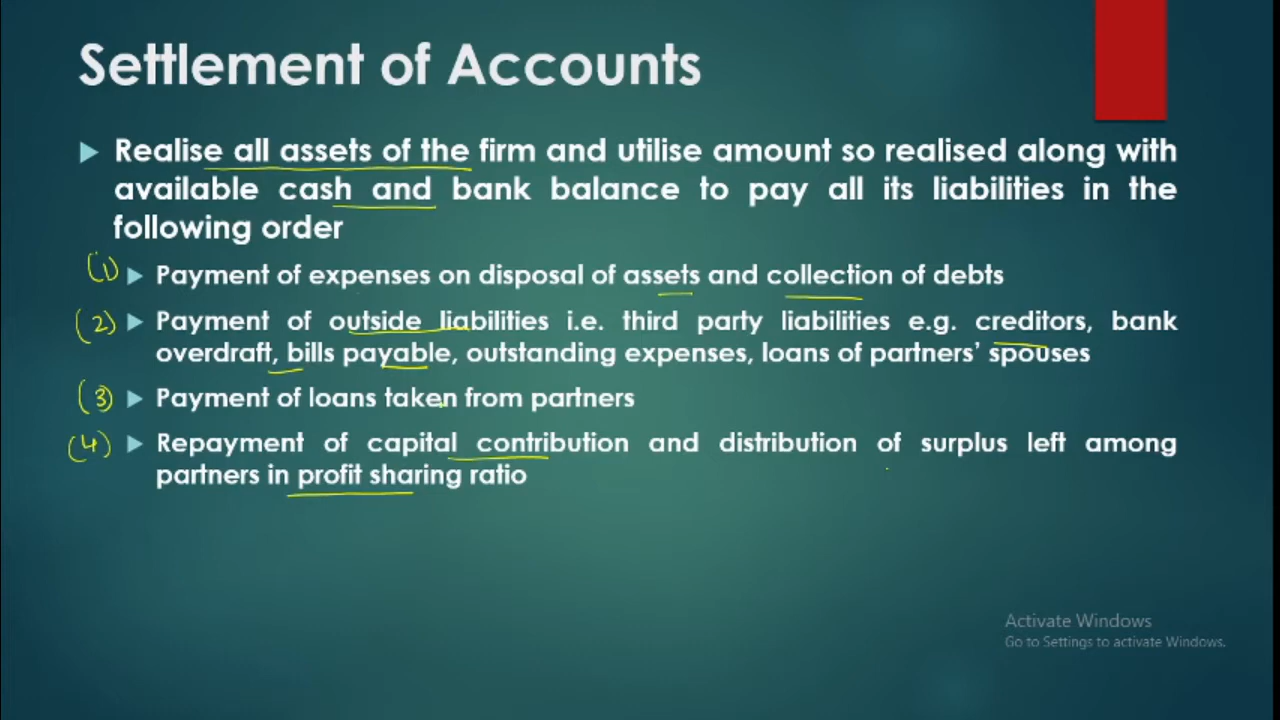 Settlement of Accounts
Realise all assets of the firm and utilise amount so realised along with
available cash and bank balance to pay all its liabilities in the
following order
(1) Payment of expenses on disposal of assets and collection of debts
(2) Payment of outside liabilities i.e. third party liabilities e.g. creditors, bank
overdraft, bills payable, outstanding expenses, loans of partners' spouses
(3) Payment of loans taken from partners
(4) Repayment of capital contribution and distribution of surplus left among
partners in profit sharing ratio
Activate Windows
Go to Settings to activate Windows.